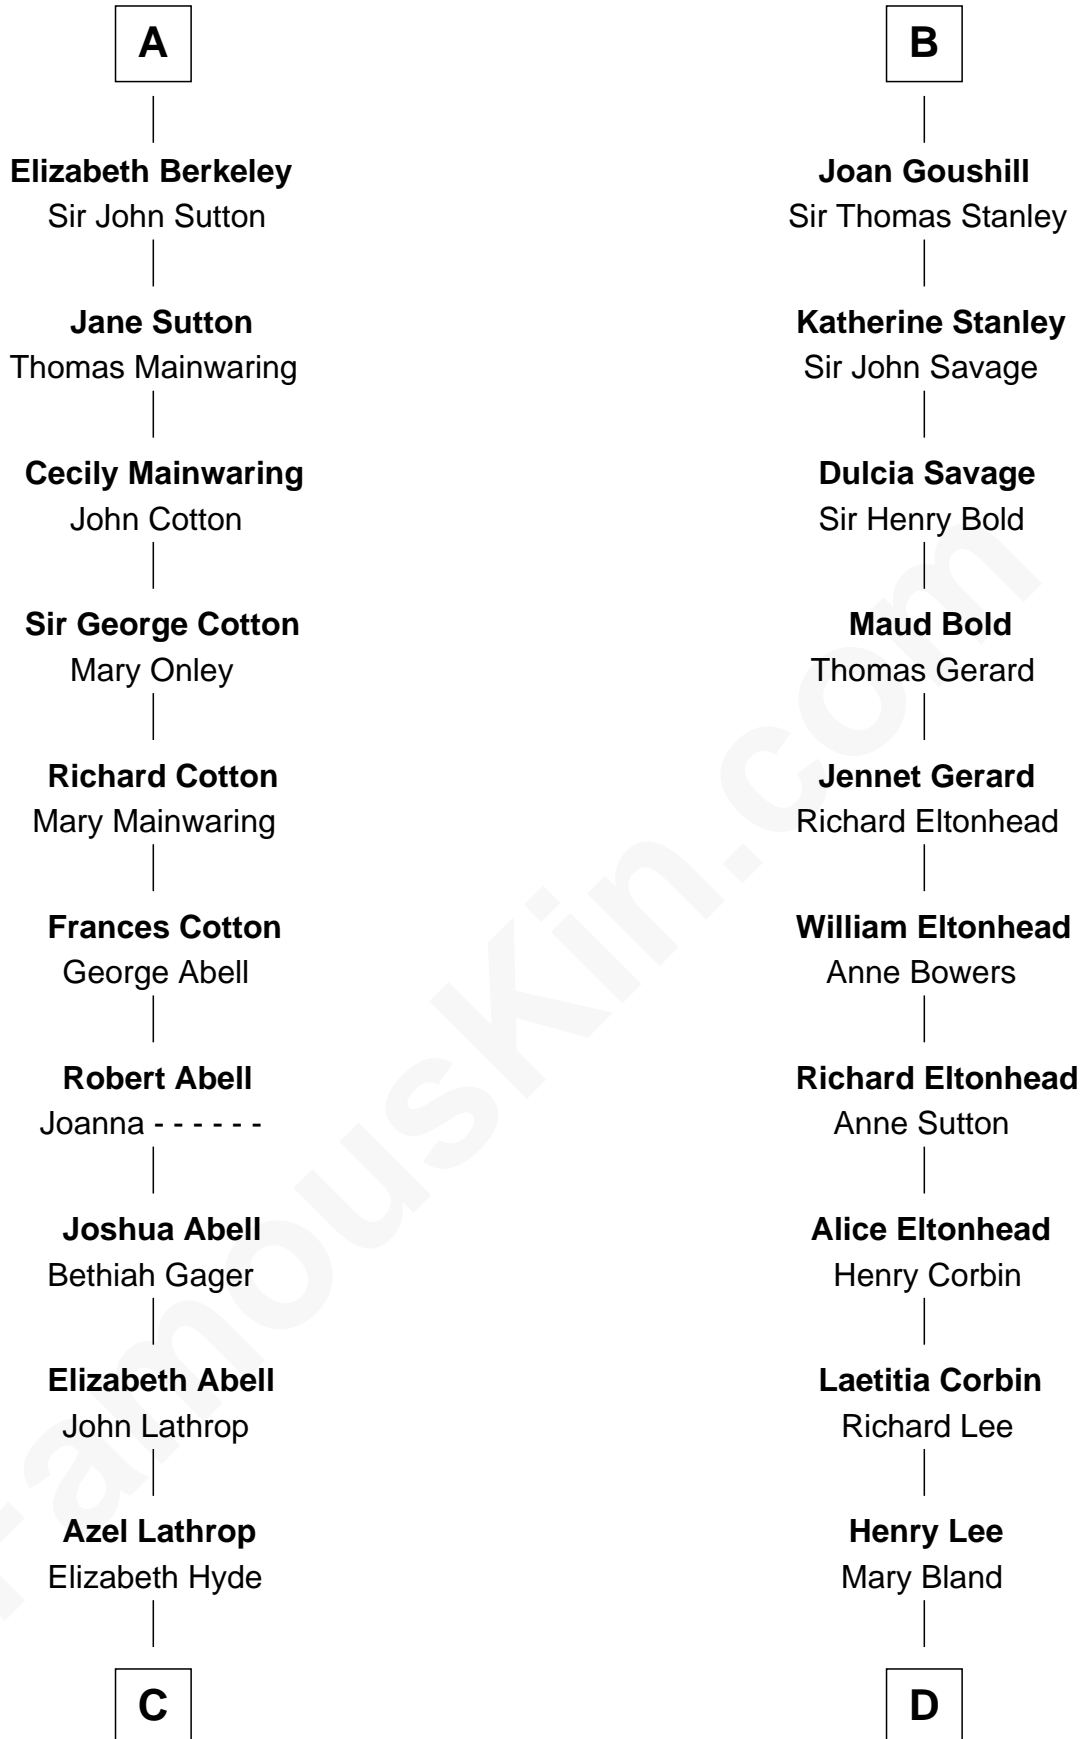 A
Elizabeth Berkeley
Sir John Sutton
Jane Sutton
Thomas Mainwaring
Cecily Mainwaring
John Cotton
Sir George Cotton
Mary Onley
Richard Cotton
Mary Mainwaring
Frances Cotton
George Abell
Robert Abell
Joanna - - - - - -
Joshua Abell
Bethiah Gager
Elizabeth Abell
John Lathrop
Azel Lathrop
Elizabeth Hyde
C
B
Joan Goushill
Sir Thomas Stanley
Katherine Stanley
Sir John Savage
Dulcia Savage
Sir Henry Bold
Maud Bold
Thomas Gerard
Jennet Gerard
Richard Eltonhead
William Eltonhead
Anne Bowers
Richard Eltonhead
Anne Sutton
Alice Eltonhead
Henry Corbin
Laetitia Corbin
Richard Lee
Henry Lee
Mary Bland
D
FamousKin.com